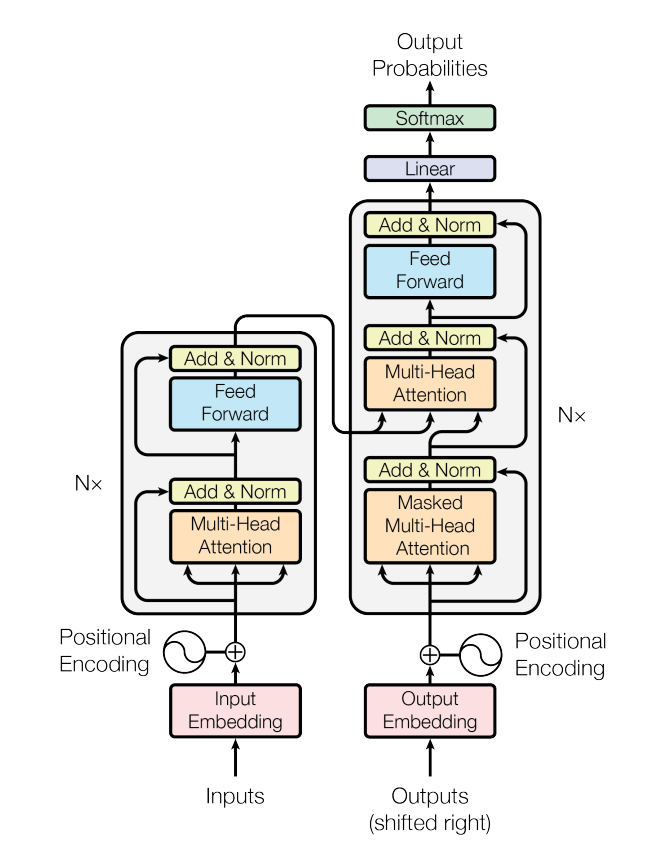 Output
Probabilities
Softmax
Linear
Add & Norm
Feed
Forward
Add & Norm
Multi-Head
Attention
Add & Norm
Masked
Multi-Head
Attention
N×
Positional
Encoding
Output
Embedding
Outputs
(shifted right)
Add & Norm
Feed
Forward
Add & Norm
Multi-Head
Attention
N×
Positional
Encoding
Input
Embedding
Inputs